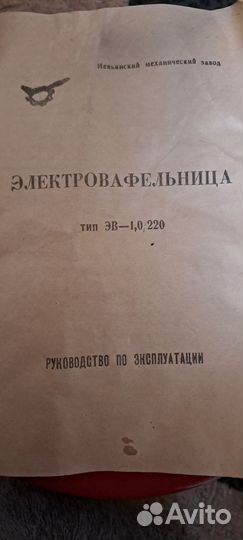 Невьянский механический завод
ЭЛЕКТРОВАФЕЛЬНИЦА
тип ЭВ—1,0/220
РУКОВОДСТВО ПО ЭКСПЛУАТАЦИИ
Avito